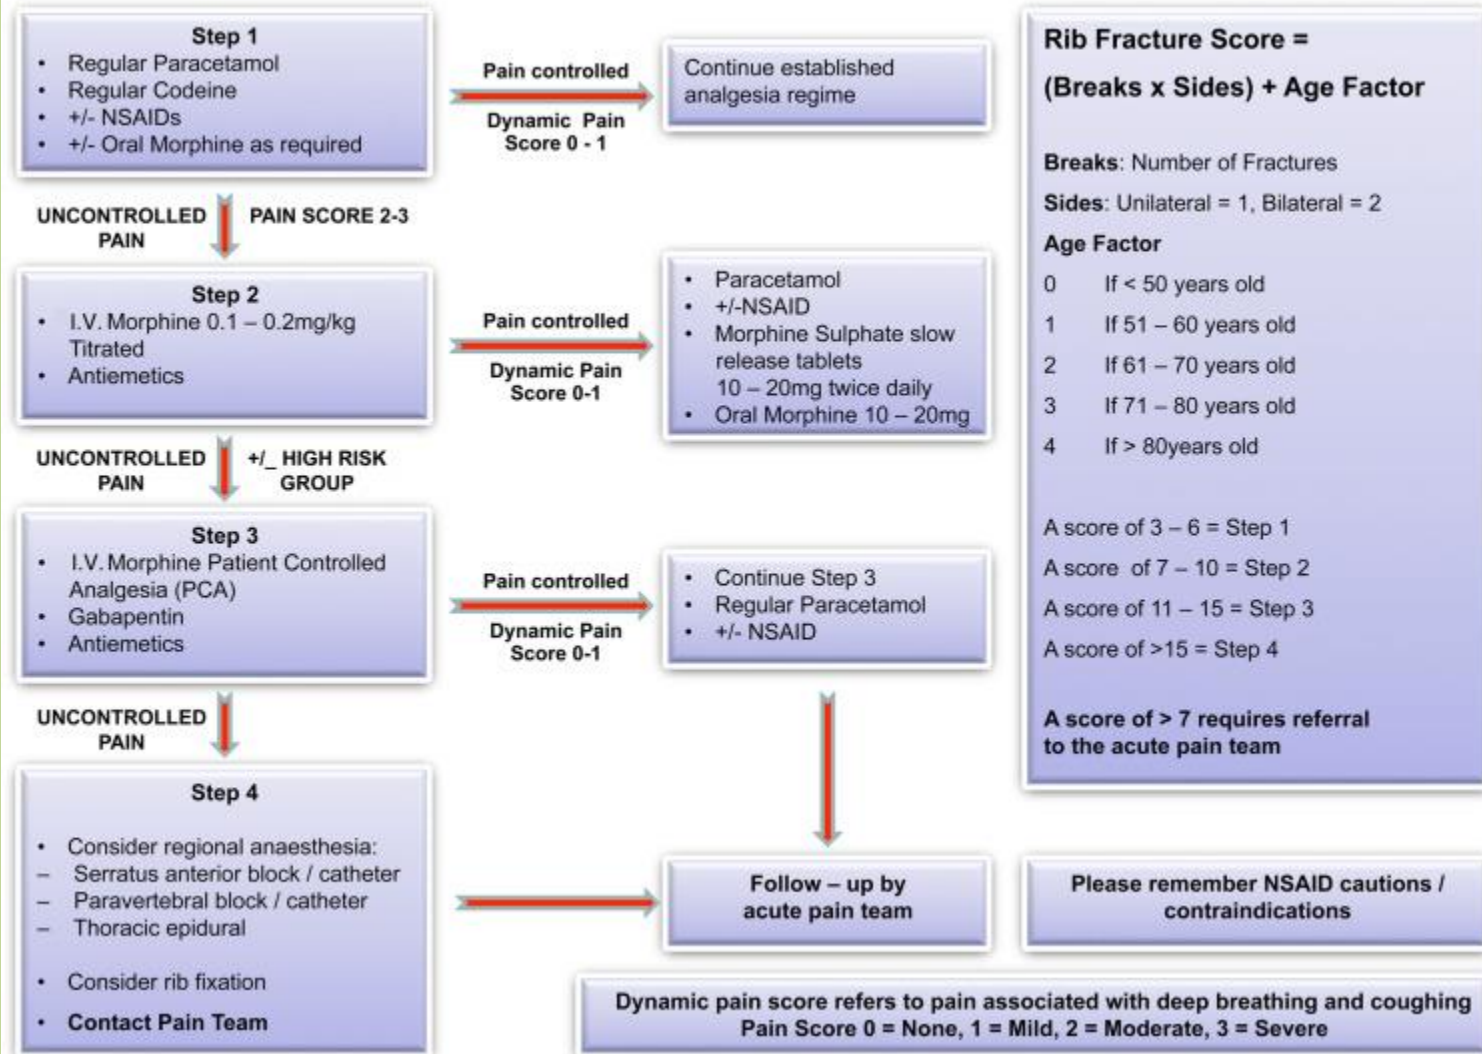 Step 1
• Regular Paracetamol
• Regular Codeine
• +/- NSAIDs
• +/- Oral Morphine as required
Pain controlled
Dynamic Pain
Score 0 - 1
Continue established
analgesia regime
UNCONTROLLED
PAIN
PAIN SCORE 2-3
Step 2
• I.V. Morphine 0.1 – 0.2mg/kg
Titrated
• Antiemetics
Pain controlled
Dynamic Pain
Score 0-1
• Paracetamol
• +/-NSAID
• Morphine Sulphate slow
release tablets
10 – 20mg twice daily
• Oral Morphine 10 – 20mg
UNCONTROLLED
PAIN
+/_ HIGH RISK
GROUP
Step 3
• I.V. Morphine Patient Controlled
Analgesia (PCA)
• Gabapentin
• Antiemetics
Pain controlled
Dynamic Pain
Score 0-1
• Continue Step 3
• Regular Paracetamol
• +/- NSAID
UNCONTROLLED
PAIN
Step 4
• Consider regional anaesthesia:
– Serratus anterior block / catheter
– Paravertebral block / catheter
– Thoracic epidural
• Consider rib fixation
• Contact Pain Team
Follow – up by
acute pain team
Rib Fracture Score =
(Breaks x Sides) + Age Factor
Breaks: Number of Fractures
Sides: Unilateral = 1, Bilateral = 2
Age Factor
0 If < 50 years old
1 If 51 – 60 years old
2 If 61 – 70 years old
3 If 71 – 80 years old
4 If > 80years old
A score of 3 – 6 = Step 1
A score of 7 – 10 = Step 2
A score of 11 – 15 = Step 3
A score of >15 = Step 4
A score of > 7 requires referral
to the acute pain team
Please remember NSAID cautions /
contraindications
Dynamic pain score refers to pain associated with deep breathing and coughing
Pain Score 0 = None, 1 = Mild, 2 = Moderate, 3 = Severe